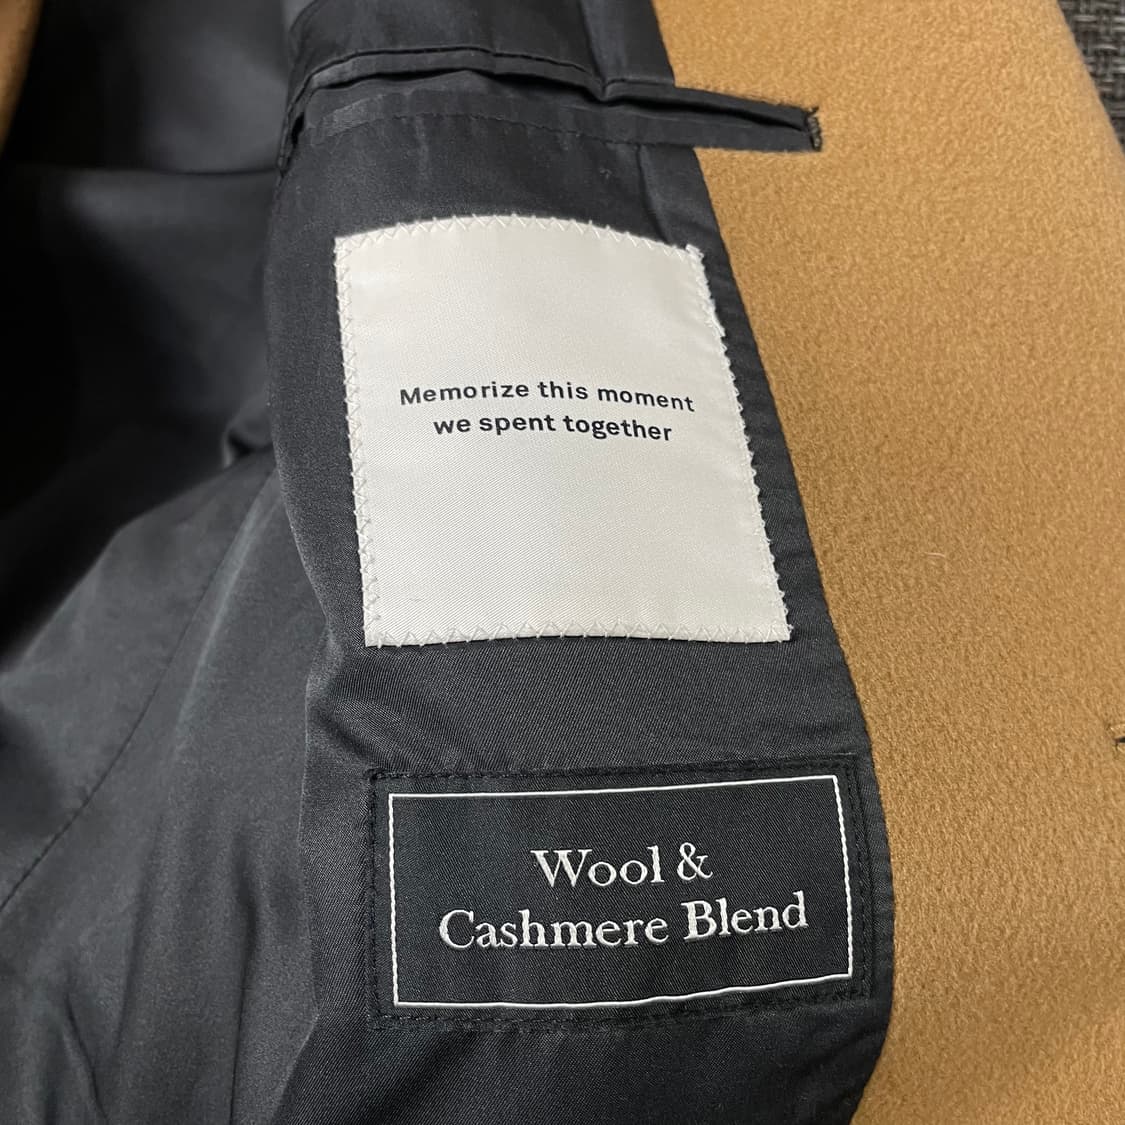 Memorize this moment
we spent together
Wool &
Cashmere Blend